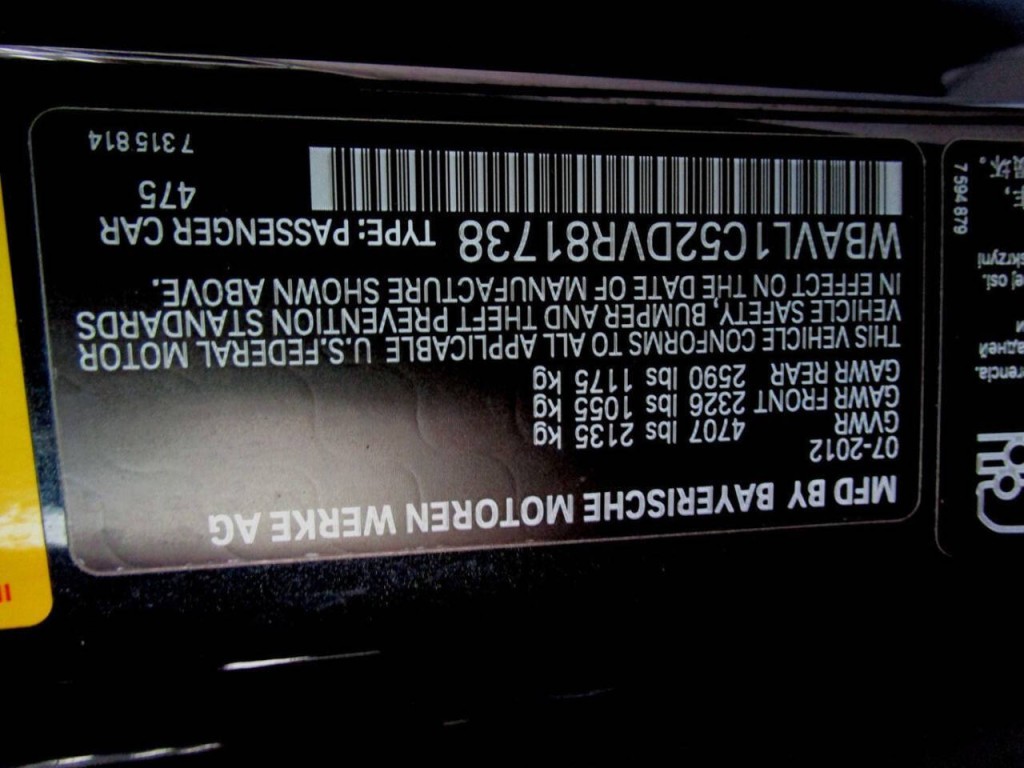 MFD BY BAYERISCHE MOTOREN WERKE AG
07-2012
GVWR 4707 lbs 2135 kg
GAWR FRONT 2326 lbs 1055 kg
GAWR REAR 2590 lbs 1175 kg
THIS VEHICLE CONFORMS TO ALL APPLICABLE U.S.FEDERAL MOTOR
VEHICLE SAFETY, BUMPER AND THEFT PREVENTION STANDARDS
IN EFFECT ON THE DATE OF MANUFACTURE SHOWN ABOVE.
WBAVL1C52DVR81738 TYPE: PASSENGER CAR
475
7 315 814
7 594 879